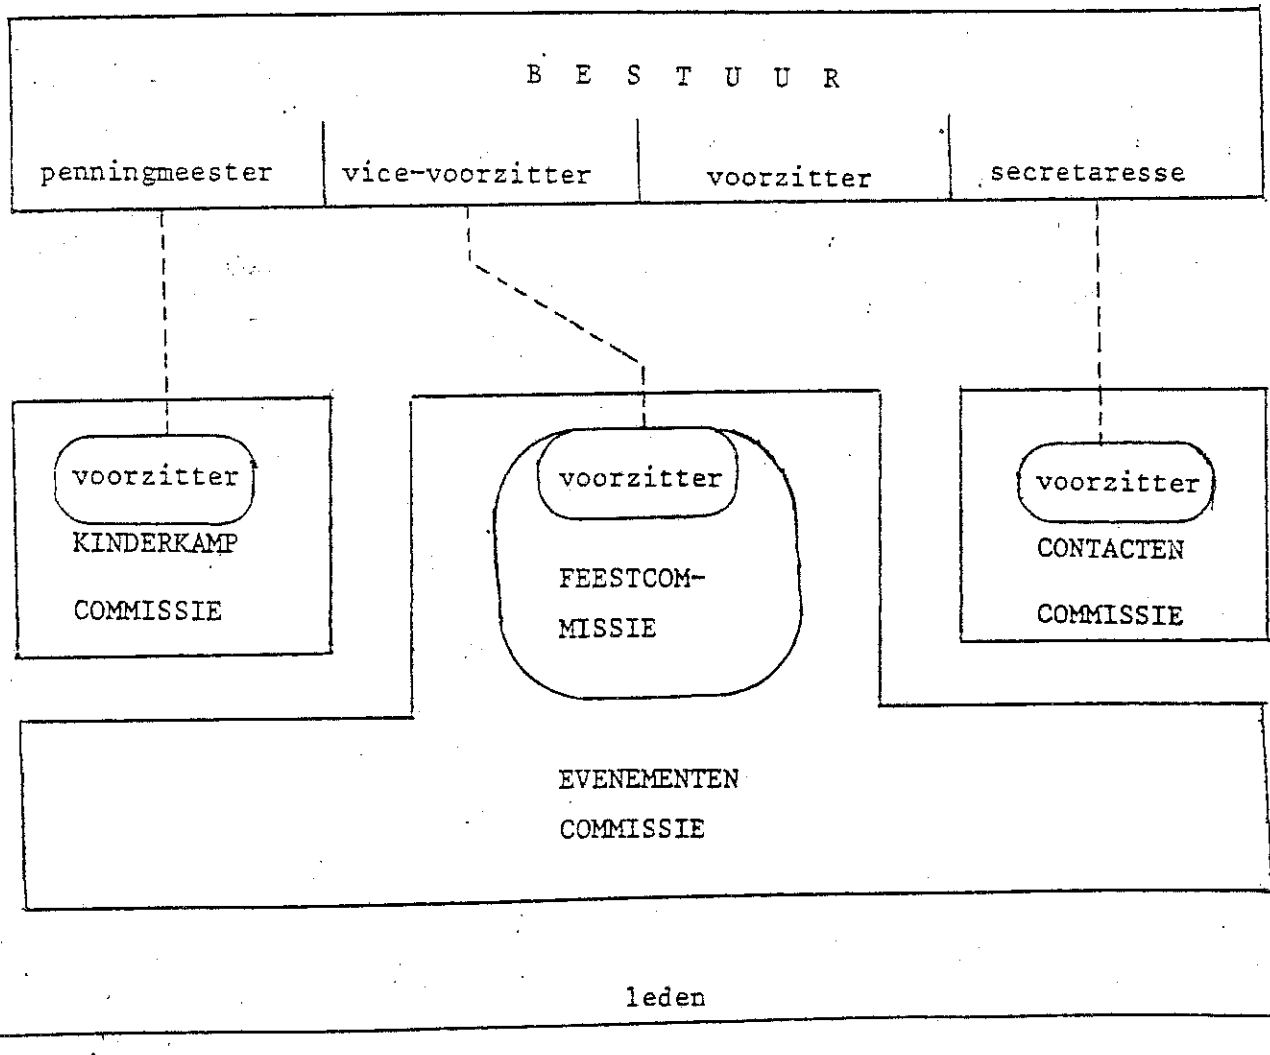 B E S T U U R
penningmeester vice-voorzitter voorzitter secretaresse
voorzitter
KINDERKAMP
COMMISSIE
voorzitter
FEESTCOM-
MISSIE
voorzitter
CONTACTEN
COMMISSIE
EVENEMENTEN
COMMISSIE
leden